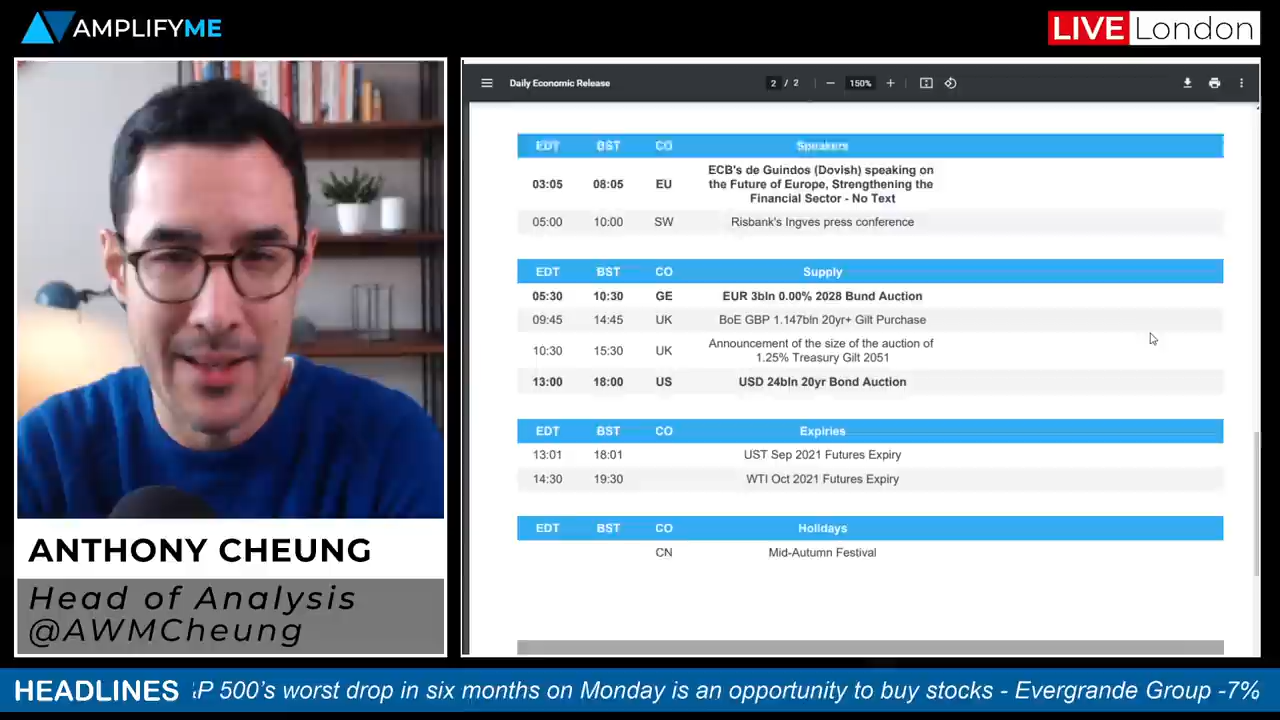 AMPLIFYME
LIVE London
Daily Economic Release
2 / 2
150%
EDT BST CO Speakers
03:05 08:05 EU ECB's de Guindos (Dovish) speaking on
the Future of Europe, Strengthening the
Financial Sector - No Text
05:00 10:00 SW Risbank's Ingves press conference
EDT BST CO Supply
05:30 10:30 GE EUR 3bln 0.00% 2028 Bund Auction
09:45 14:45 UK BoE GBP 1.147bln 20yr+ Gilt Purchase
10:30 15:30 UK Announcement of the size of the auction of
1.25% Treasury Gilt 2051
13:00 18:00 US USD 24bln 20yr Bond Auction
EDT BST CO Expiries
13:01 18:01 UST Sep 2021 Futures Expiry
14:30 19:30 WTI Oct 2021 Futures Expiry
EDT BST CO Holidays
CN Mid-Autumn Festival
ANTHONY CHEUNG
Head of Analysis
@AWMCheung
HEADLINES P 500's worst drop in six months on Monday is an opportunity to buy stocks - Evergrande Group -7%